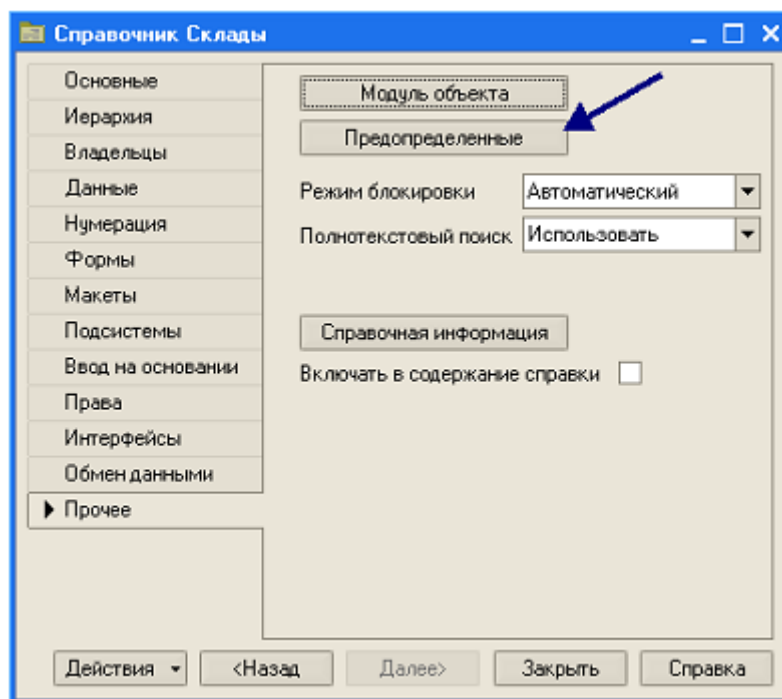 Справочник Склады
Основные
Иерархия
Владельцы
Данные
Нумерация
Формы
Макеты
Подсистемы
Ввод на основании
Права
Интерфейсы
Обмен данными
Прочее
Модуль объекта
Предопределенные
Режим блокировки Автоматический
Полнотекстовый поиск Использовать
Справочная информация
Включать в содержание справки
Действия <Назад Далее> Закрыть Справка